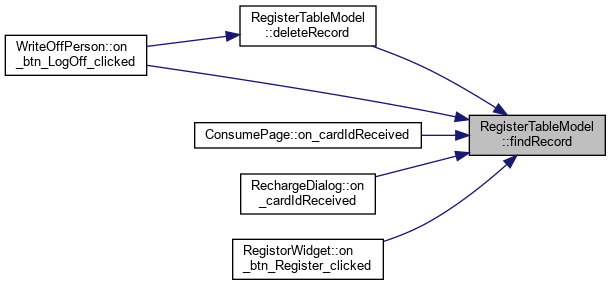 RegisterTableModel
::deleteRecord
WriteOffPerson::on
_btn_LogOff_clicked
ConsumePage::on_cardIdReceived
RegisterTableModel
::findRecord
RechargeDialog::on
_cardIdReceived
RegistorWidget::on
_btn_Register_clicked